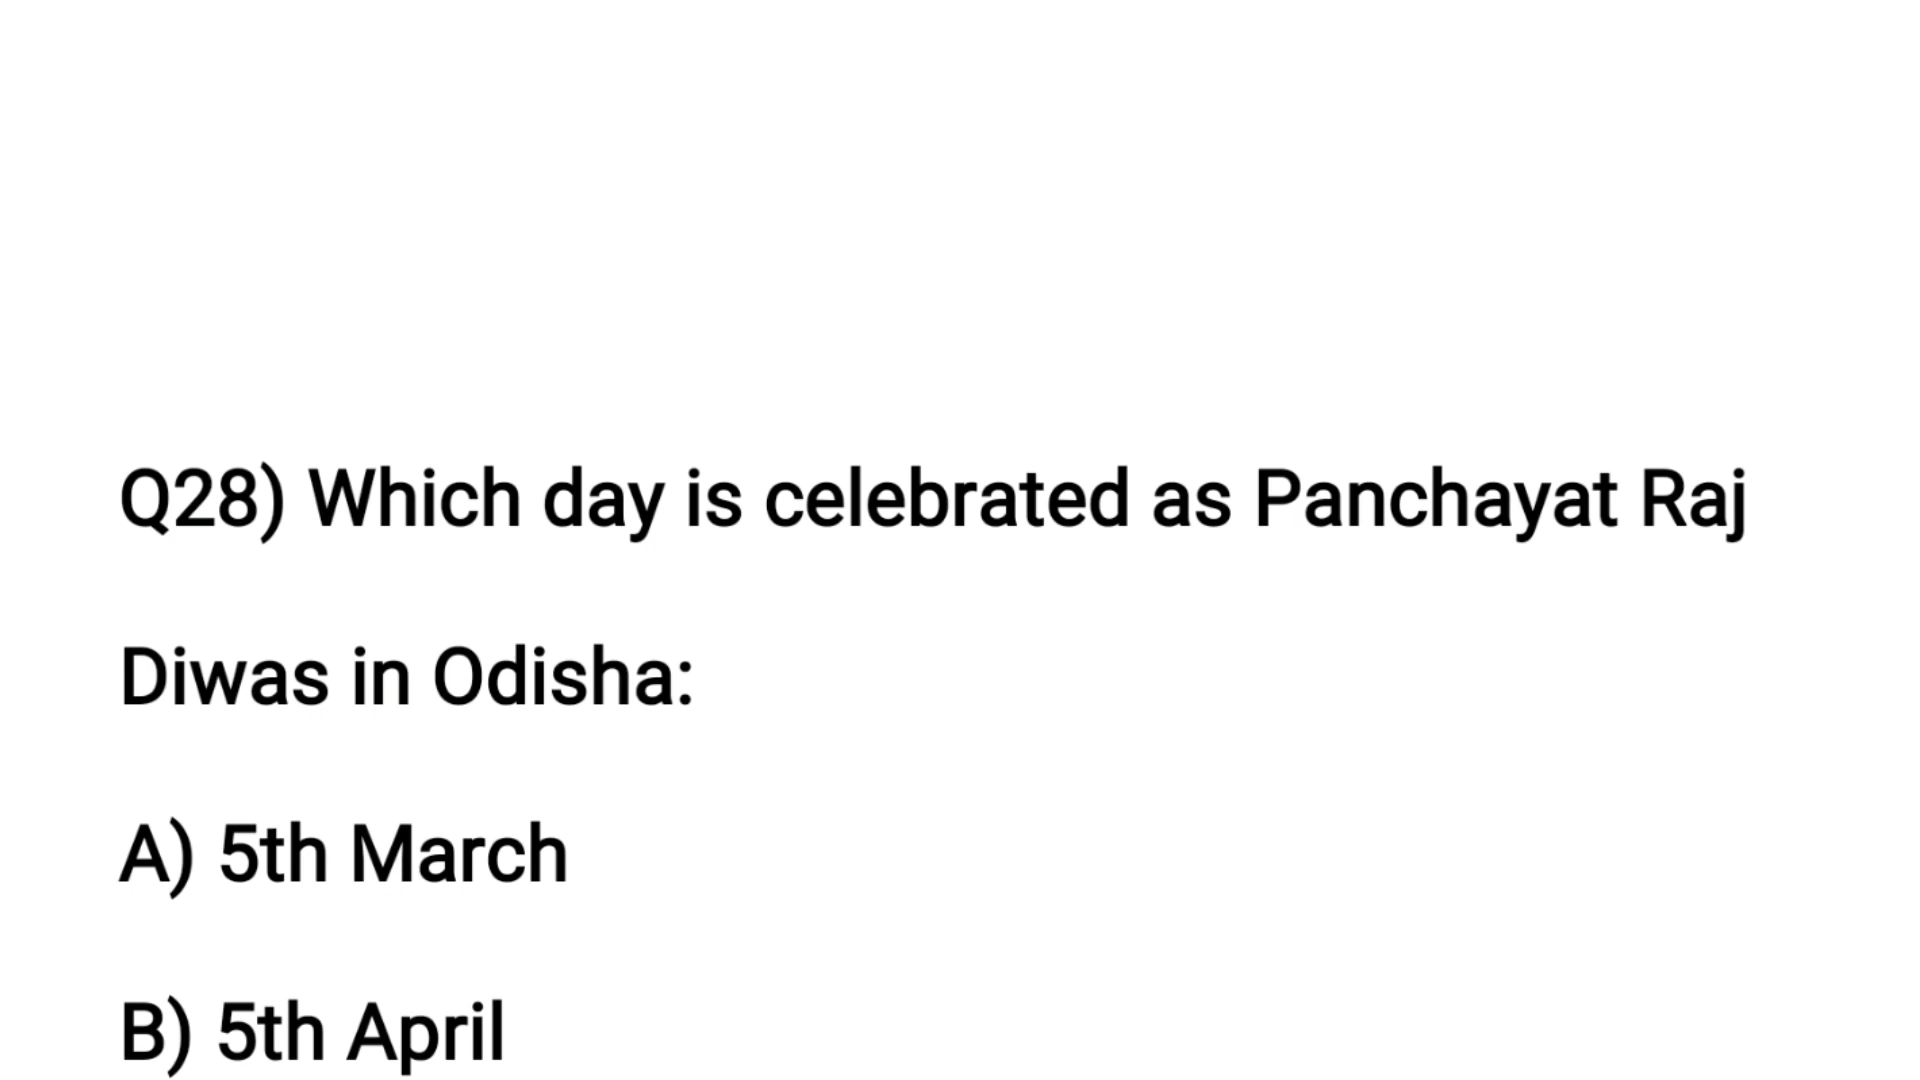 Q28) Which day is celebrated as Panchayat Raj
Diwas in Odisha:
A) 5th March
B) 5th April